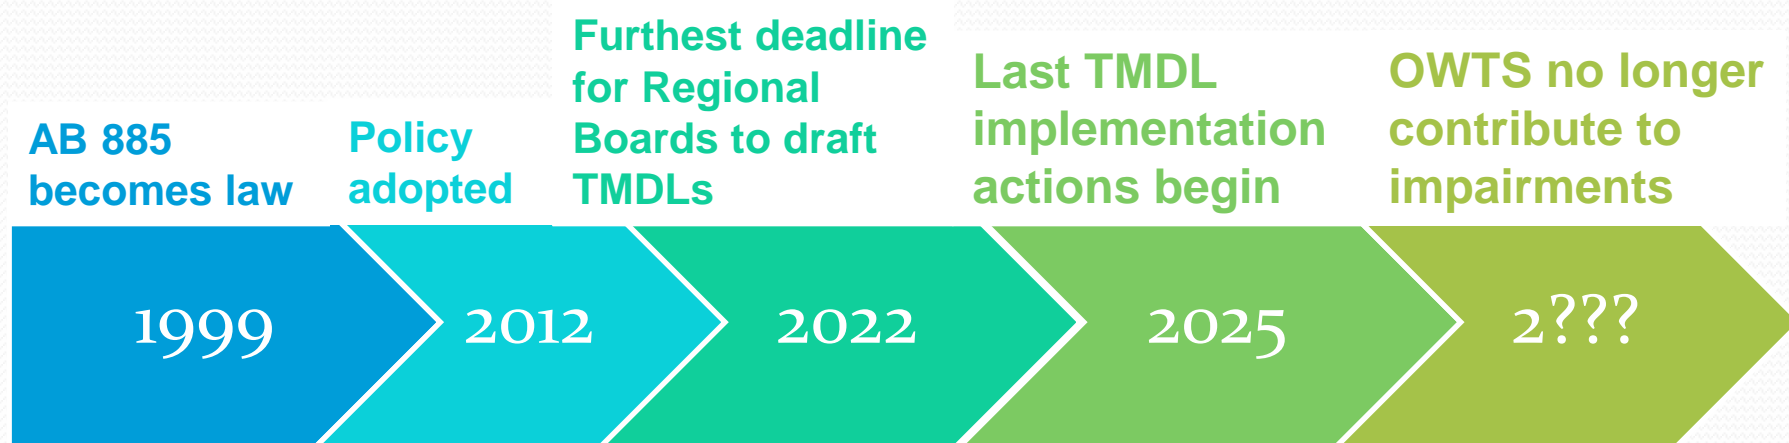 AB 885
becomes law
Policy
adopted
Furthest deadline
for Regional
Boards to draft
TMDLs
Last TMDL
implementation
actions begin
OWTS no longer
contribute to
impairments
1999
2012
2022
2025
2???